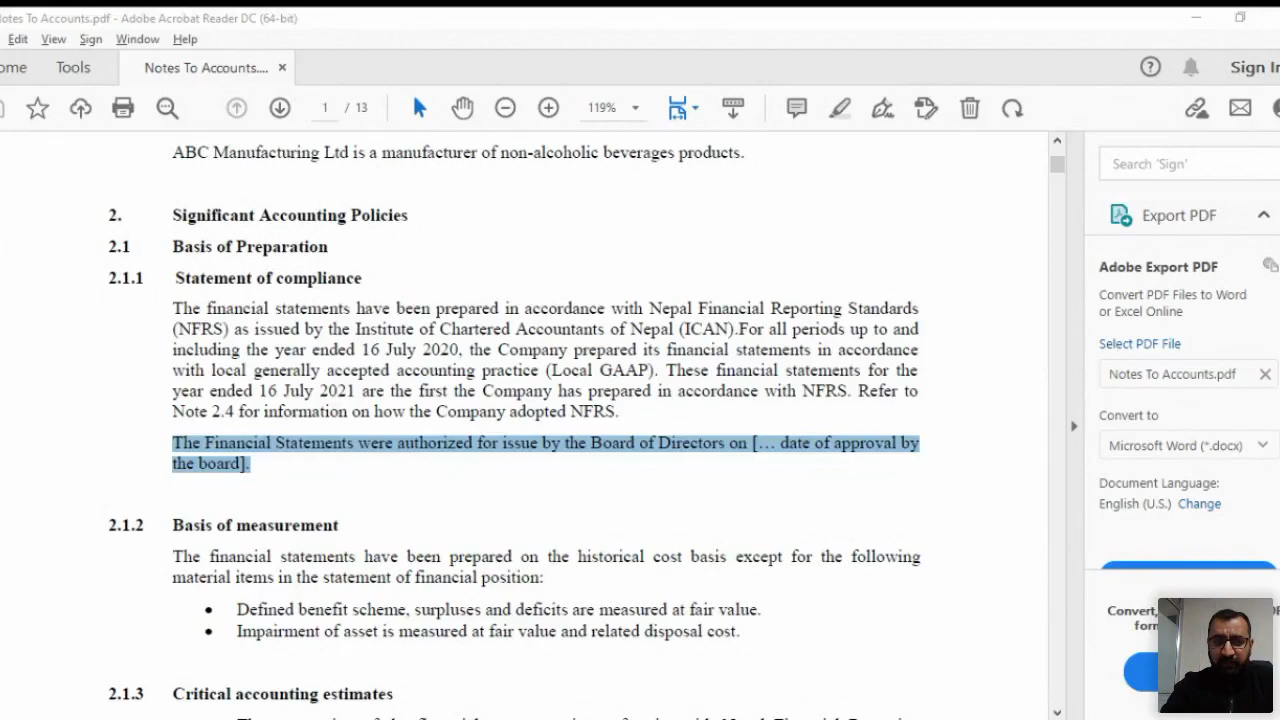 otes To Accounts.pdf - Adobe Acrobat Reader DC (64-bit)
Edit View Sign Window Help
ome Tools Notes To Accounts.... × Sign In
1 / 13 119%
ABC Manufacturing Ltd is a manufacturer of non-alcoholic beverages products.
2. Significant Accounting Policies
2.1 Basis of Preparation
2.1.1 Statement of compliance
The financial statements have been prepared in accordance with Nepal Financial Reporting Standards
(NFRS) as issued by the Institute of Chartered Accountants of Nepal (ICAN).For all periods up to and
including the year ended 16 July 2020, the Company prepared its financial statements in accordance
with local generally accepted accounting practice (Local GAAP). These financial statements for the
year ended 16 July 2021 are the first the Company has prepared in accordance with NFRS. Refer to
Note 2.4 for information on how the Company adopted NFRS.
The Financial Statements were authorized for issue by the Board of Directors on [… date of approval by
the board].
2.1.2 Basis of measurement
The financial statements have been prepared on the historical cost basis except for the following
material items in the statement of financial position:
• Defined benefit scheme, surpluses and deficits are measured at fair value.
• Impairment of asset is measured at fair value and related disposal cost.
2.1.3 Critical accounting estimates
Search 'Sign'
Export PDF
Adobe Export PDF
Convert PDF Files to Word
or Excel Online
Select PDF File
Notes To Accounts.pdf
Convert to
Microsoft Word (*.docx)
Document Language:
English (U.S.) Change
Convert,